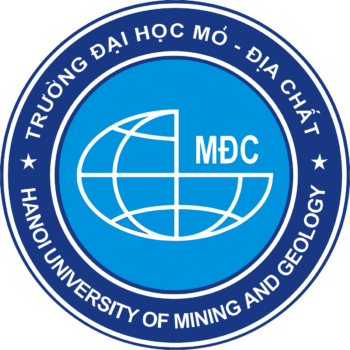 TRƯỜNG ĐẠI HỌC MỎ - ĐỊA CHẤT
MĐC
HANOI UNIVERSITY OF MINING AND GEOLOGY